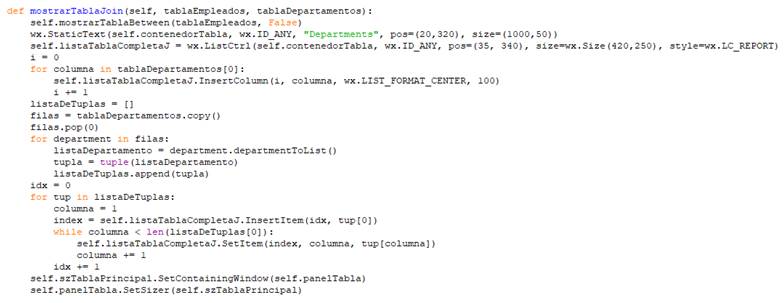 def mostrarTablaJoin(self, tablaEmpleados, tablaDepartamentos):
    self.mostrarTablaBetween(tablaEmpleados, False)
    wx.StaticText(self.contenedorTabla, wx.ID_ANY, "Departments", pos=(20,320), size=(1000,50))
    self.listaTablaCompletaJ = wx.ListCtrl(self.contenedorTabla, wx.ID_ANY, pos=(35, 340), size=wx.Size(420,250), style=wx.LC_REPORT)
    i = 0
    for columna in tablaDepartamentos[0]:
        self.listaTablaCompletaJ.InsertColumn(i, columna, wx.LIST_FORMAT_CENTER, 100)
        i += 1
    listaDeTuplas = []
    filas = tablaDepartamentos.copy()
    filas.pop(0)
    for department in filas:
        listaDepartamento = department.departmentToList()
        tupla = tuple(listaDepartamento)
        listaDeTuplas.append(tupla)
    idx = 0
    for tup in listaDeTuplas:
        columna = 1
        index = self.listaTablaCompletaJ.InsertItem(idx, tup[0])
        while columna < len(listaDeTuplas[0]):
            self.listaTablaCompletaJ.SetItem(index, columna, tup[columna])
            columna += 1
        idx += 1
    self.szTablaPrincipal.SetContainingWindow(self.panelTabla)
    self.panelTabla.SetSizer(self.szTablaPrincipal)